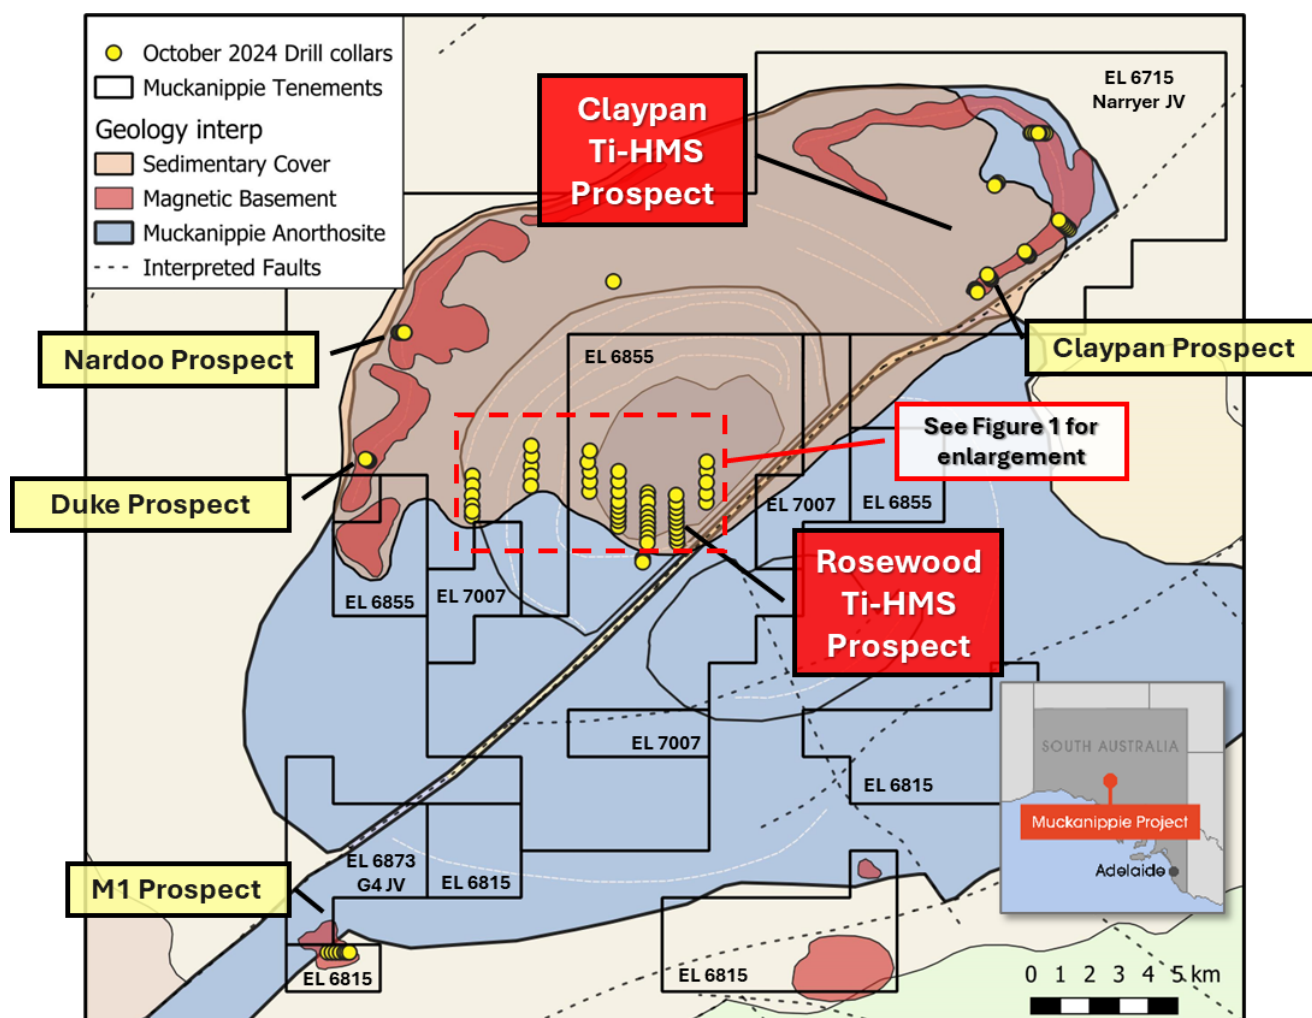 October 2024 Drill collars
Muckanippie Tenements
Geology interp
Sedimentary Cover
Magnetic Basement
Muckanippie Anorthosite
Interpreted Faults
Claypan
Ti-HMS
Prospect
EL 6715
Narryer JV
Nardoo Prospect
EL 6855
Claypan Prospect
See Figure 1 for
enlargement
Duke Prospect
EL 7007
EL 6855
Rosewood
Ti-HMS
Prospect
EL 6855
EL 7007
EL 7007
EL 6815
SOUTH AUSTRALIA
Muckanippie Project
Adelaide
EL 6873
G4 JV
EL 6815
M1 Prospect
EL 6815
EL 6815
0 1 2 3 4 5 km